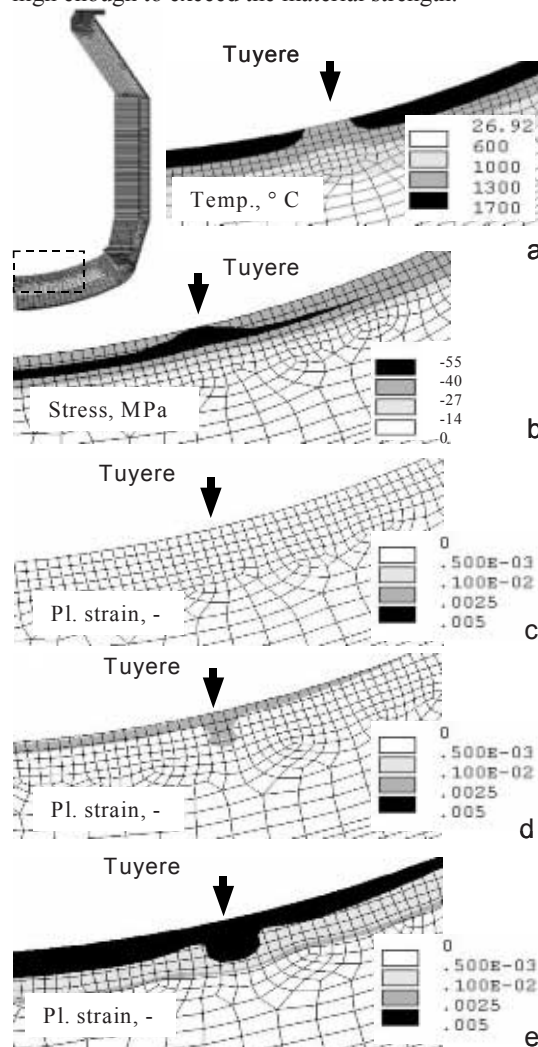 high enough to exceed the material strength.
Tuyere
26.92
600
1000
1300
1700
Temp., ° C
a
Tuyere
-55
-40
-27
-14
0
Stress, MPa
b
Tuyere
0
.500E-03
.100E-02
.0025
.005
Pl. strain, -
c
Tuyere
0
.500E-03
.100E-02
.0025
.005
Pl. strain, -
d
Tuyere
0
.500E-03
.100E-02
.0025
.005
Pl. strain, -
e